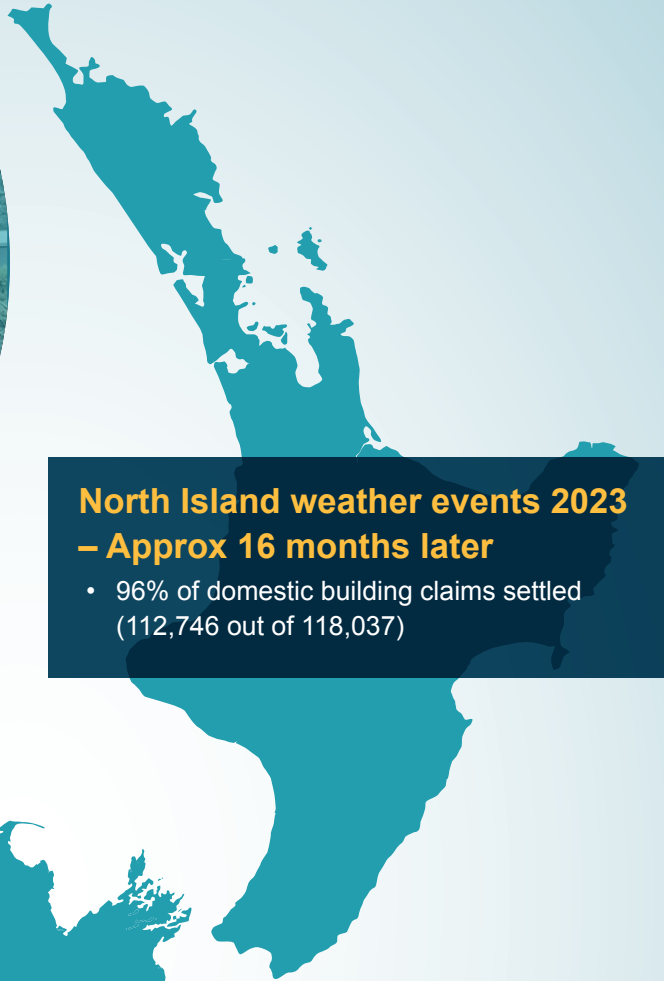 North Island weather events 2023
– Approx 16 months later
• 96% of domestic building claims settled
(112,746 out of 118,037)